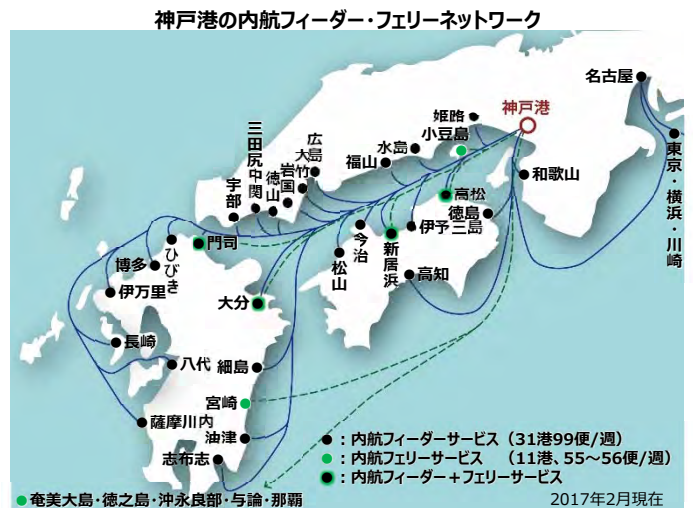 神戸港の内航フィーダー・フェリーネットワーク
名古屋
神戸港
姫路
小豆島
水島
福山
広島
大竹
岩国
徳山
三田尻中関
宇部
東京・横浜・川崎
和歌山
高松
徳島
伊予三島
新居浜
今治
松山
高知
門司
ひびき
博多
伊万里
大分
長崎
八代
細島
宮崎
薩摩川内
油津
志布志
●：内航フィーダーサービス（31港99便/週）
●：内航フェリーサービス　（11港、55～56便/週）
●：内航フィーダー＋フェリーサービス
●奄美大島・徳之島・沖永良部・与論・那覇
2017年2月現在